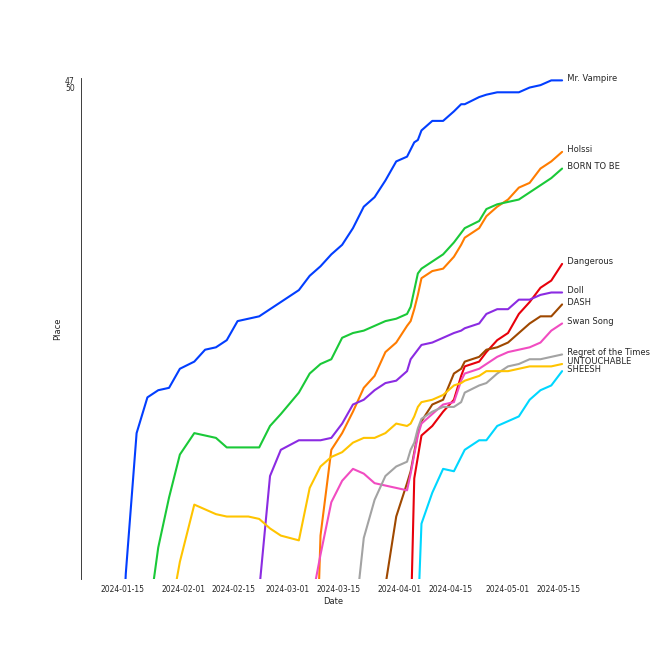 47
50
Mr. Vampire
Holssi
BORN TO BE
Dangerous
Doll
DASH
Swan Song
Regret of the Times
UNTOUCHABLE
SHEESH
Place
2024-01-15 2024-02-01 2024-02-15 2024-03-01 2024-03-15 2024-04-01 2024-04-15 2024-05-01 2024-05-15
Date